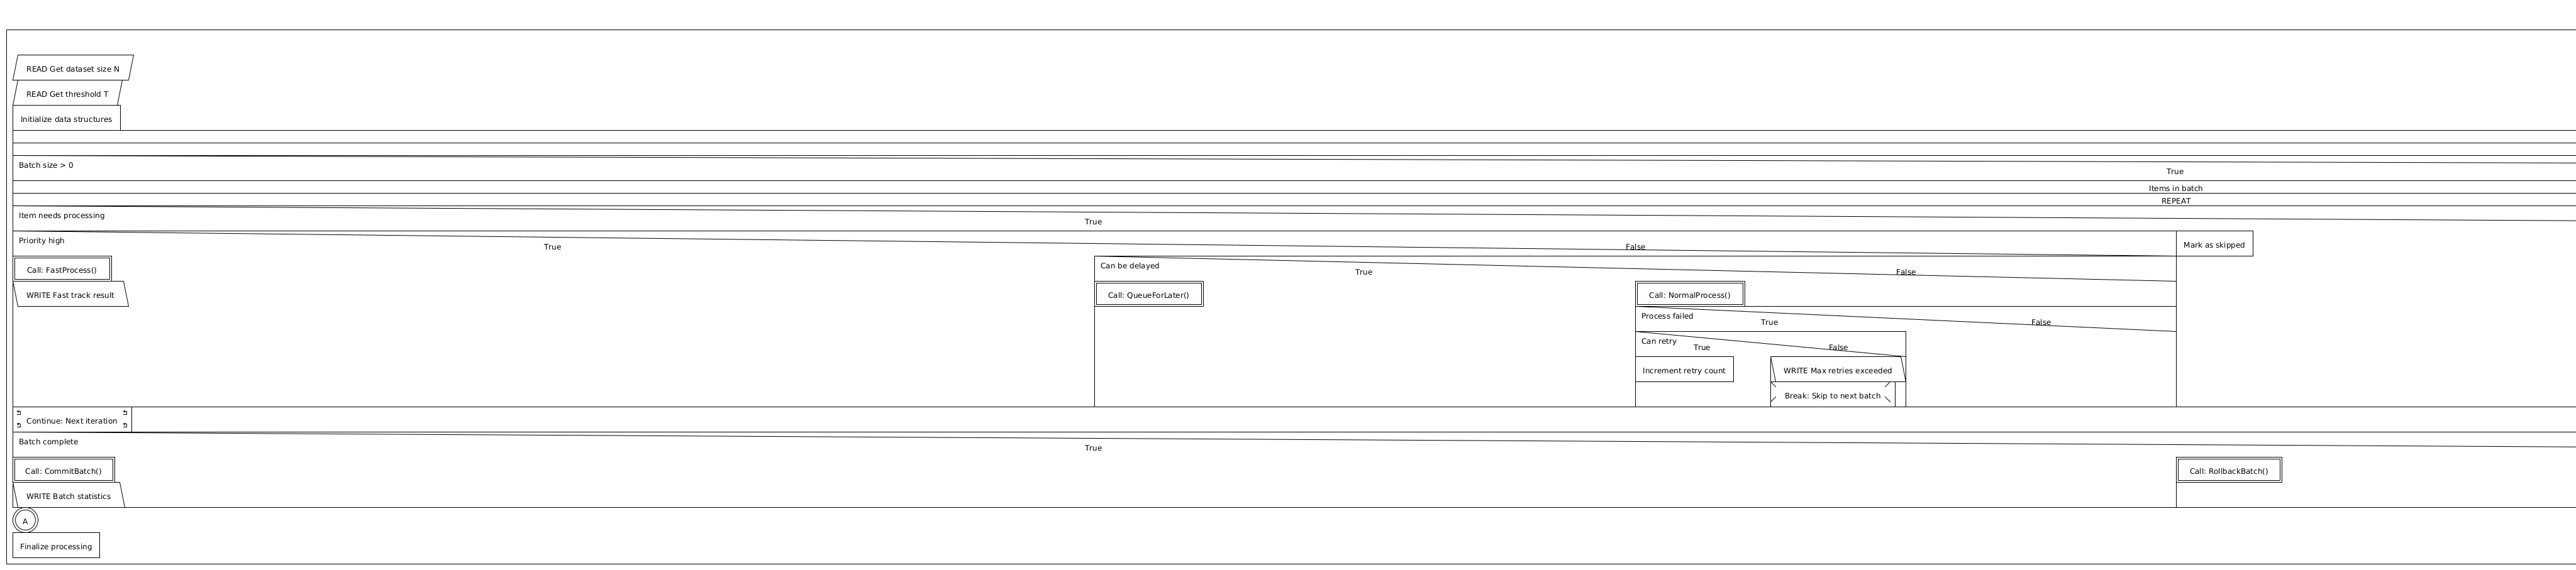 READ Get dataset size N
READ Get threshold T
Initialize data structures
Batch size > 0
True
Items in batch
REPEAT
Item needs processing
True
Priority high
True
False
Mark as skipped
Call: FastProcess()
Can be delayed
True
False
WRITE Fast track result
Call: QueueForLater()
Call: NormalProcess()
Process failed
True
False
Can retry
True
False
Increment retry count
WRITE Max retries exceeded
Break: Skip to next batch
Continue: Next iteration
Batch complete
True
Call: CommitBatch()
Call: RollbackBatch()
WRITE Batch statistics
A
Finalize processing